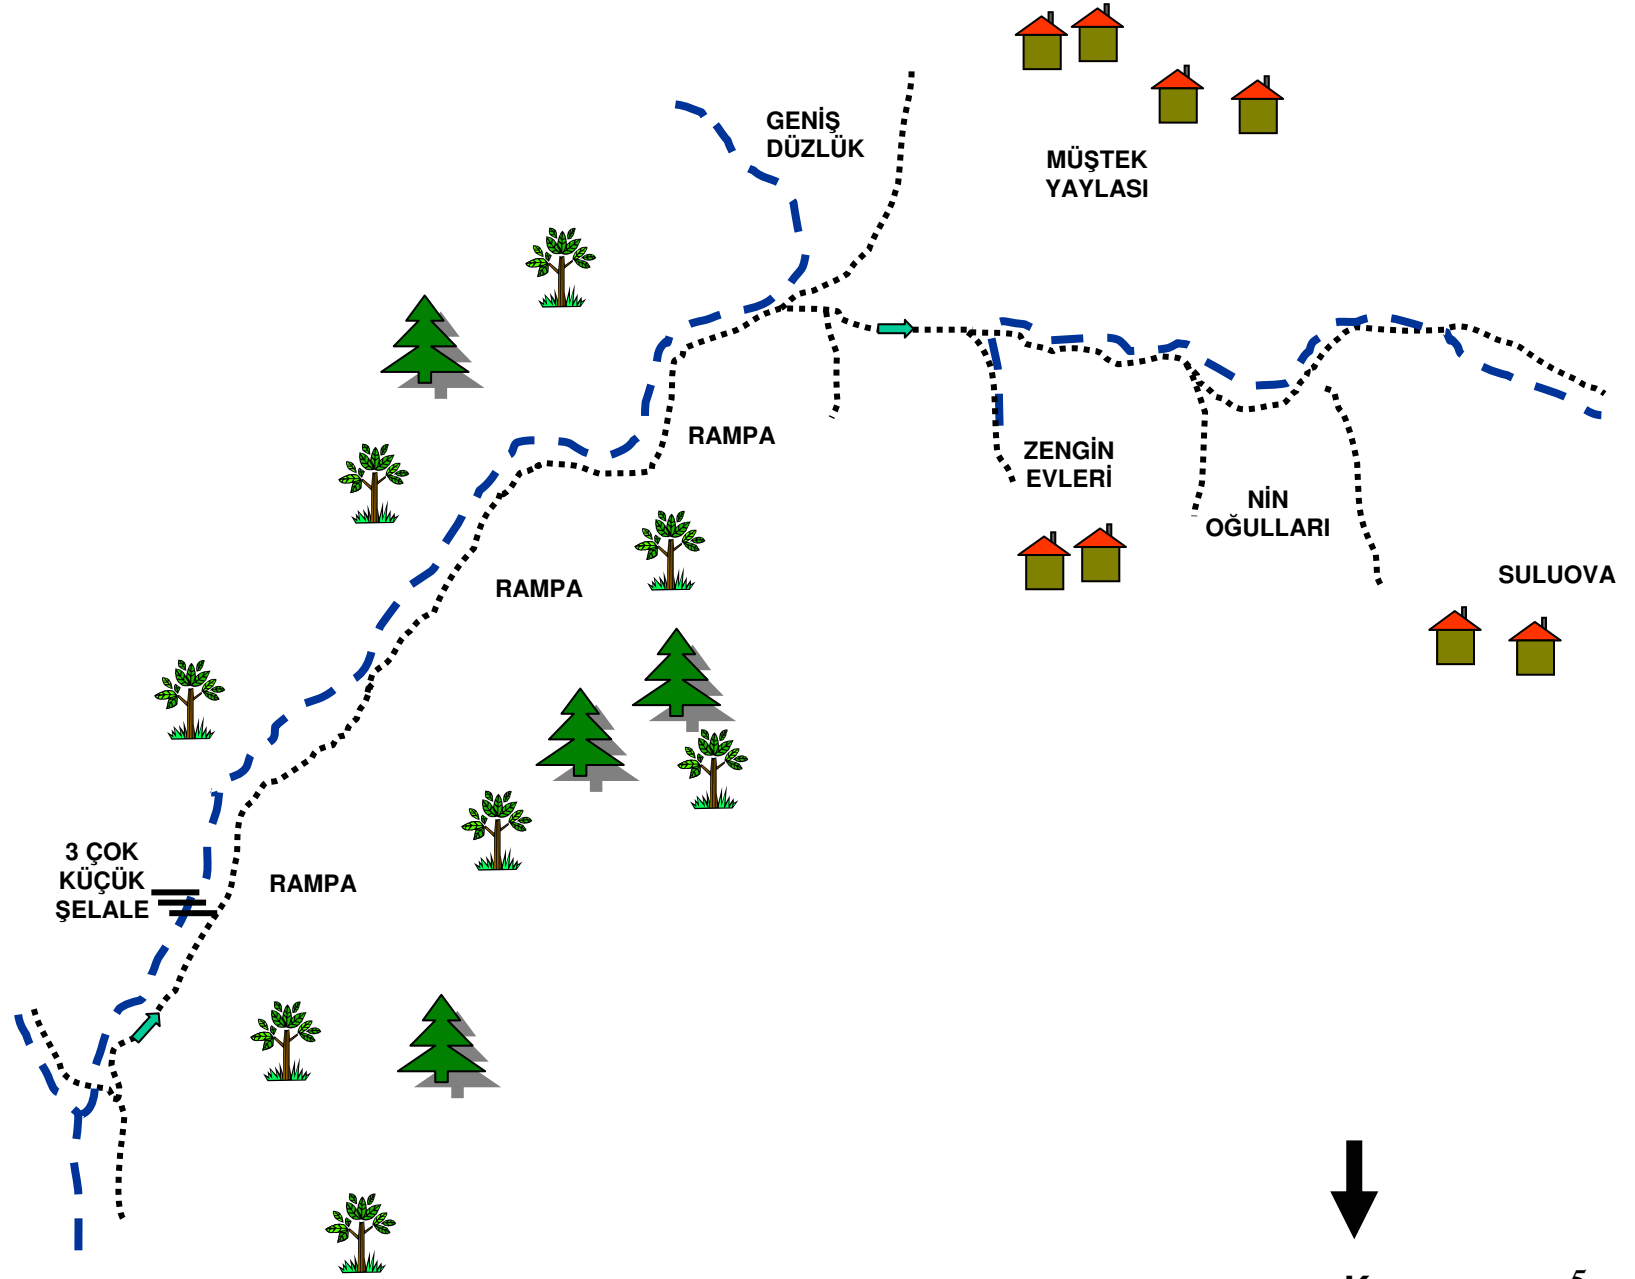 GENİŞ
DÜZLÜK
MÜŞTEK
YAYLASI
RAMPA
ZENGİN
EVLERİ
NİN
OĞULLARI
RAMPA
SULUOVA
3 ÇOK
KÜÇÜK
ŞELALE
RAMPA